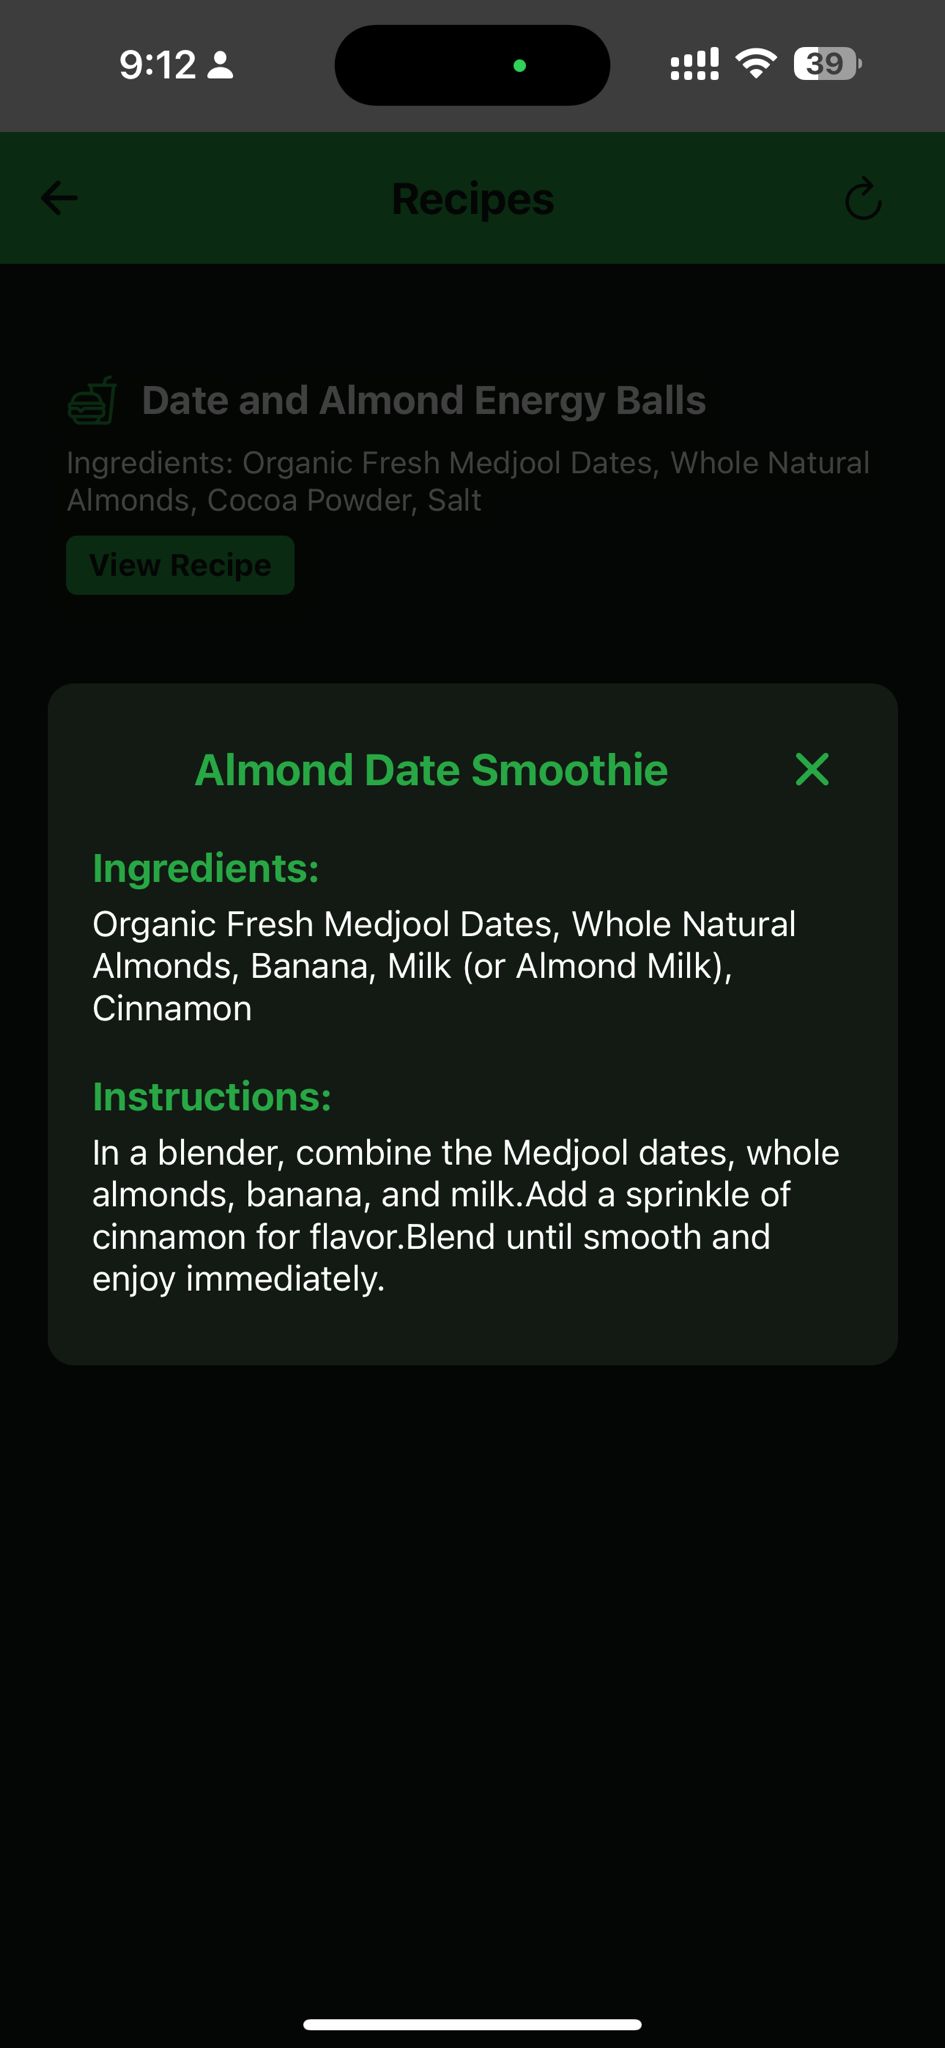 9:12
39
Recipes
Date and Almond Energy Balls
Ingredients: Organic Fresh Medjool Dates, Whole Natural
Almonds, Cocoa Powder, Salt
View Recipe
Almond Date Smoothie
Ingredients:
Organic Fresh Medjool Dates, Whole Natural
Almonds, Banana, Milk (or Almond Milk),
Cinnamon
Instructions:
In a blender, combine the Medjool dates, whole
almonds, banana, and milk.Add a sprinkle of
cinnamon for flavor.Blend until smooth and
enjoy immediately.